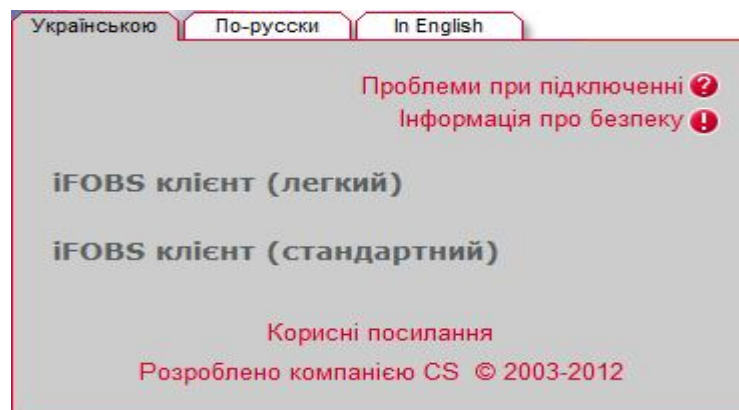 Українською По-русски In English
Проблеми при підключенні ?
Інформація про безпеку !
iFOBS клієнт (легкий)
iFOBS клієнт (стандартний)
Корисні посилання
Розроблено компанією CS © 2003-2012